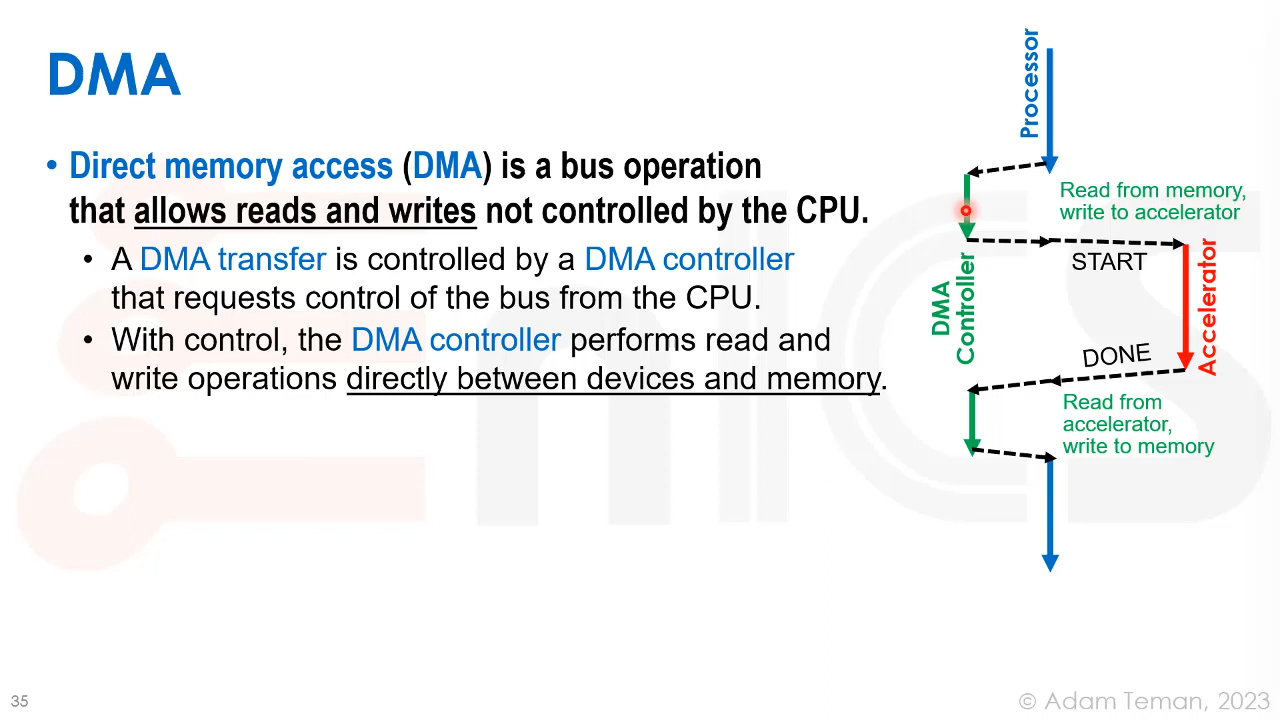 DMA
• Direct memory access (DMA) is a bus operation
that allows reads and writes not controlled by the CPU.
• A DMA transfer is controlled by a DMA controller
that requests control of the bus from the CPU.
• With control, the DMA controller performs read and
write operations directly between devices and memory.
Processor
Read from memory,
write to accelerator
START
DMA
Controller
Accelerator
DONE
Read from
accelerator,
write to memory
35
© Adam Teman, 2023